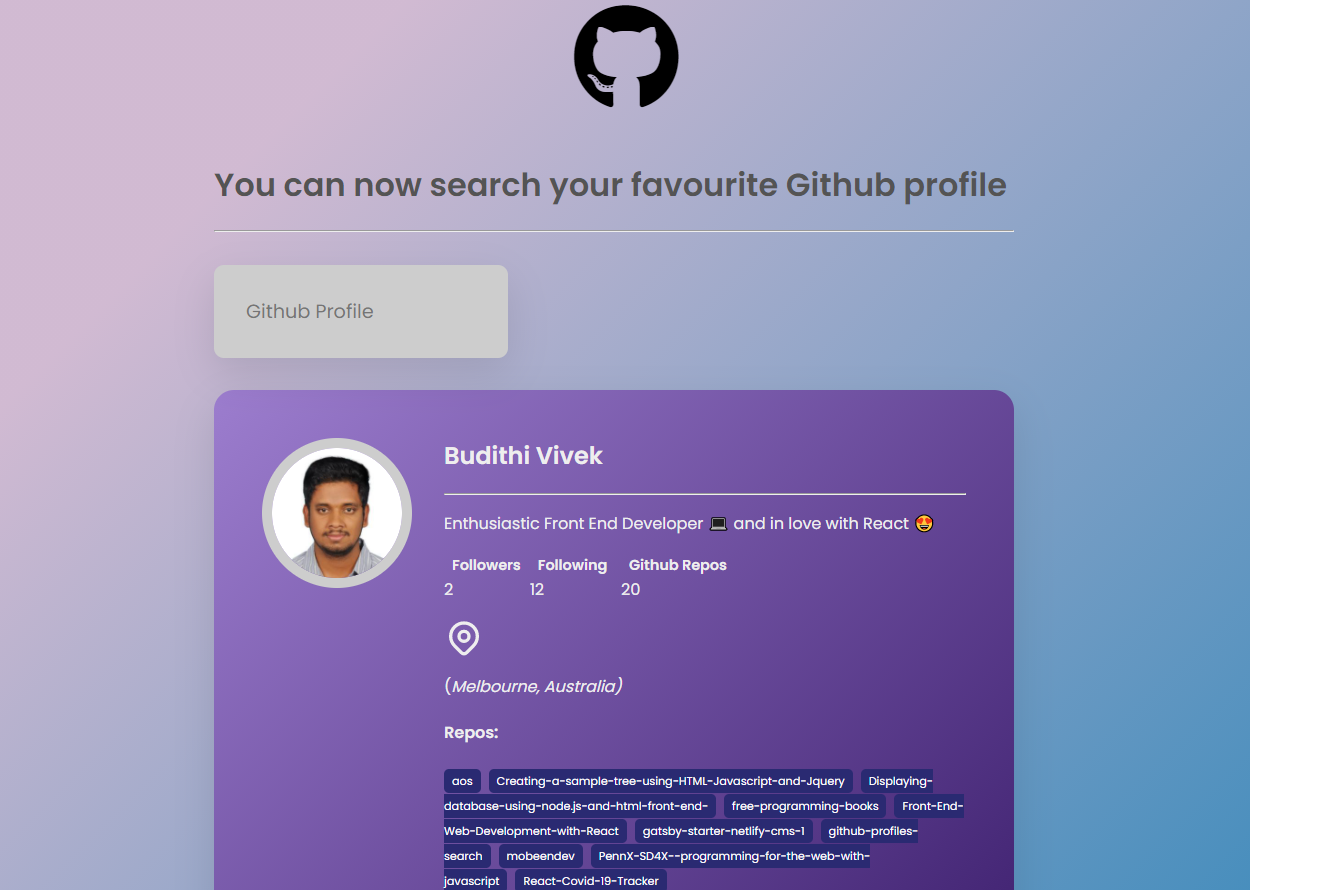 You can now search your favourite Github profile
Github Profile
Budithi Vivek
Enthusiastic Front End Developer 💻 and in love with React 😍
Followers Following Github Repos
2 12 20
(Melbourne, Australia)
Repos:
aos Creating-a-sample-tree-using-HTML-Javascript-and-Jquery Displaying-
database-using-node.js-and-html-front-end- free-programming-books Front-End-
Web-Development-with-React gatsby-starter-netlify-cms-1 github-profiles-
search mobeendev PennX-SD4X--programming-for-the-web-with-
javascript React-Covid-19-Tracker